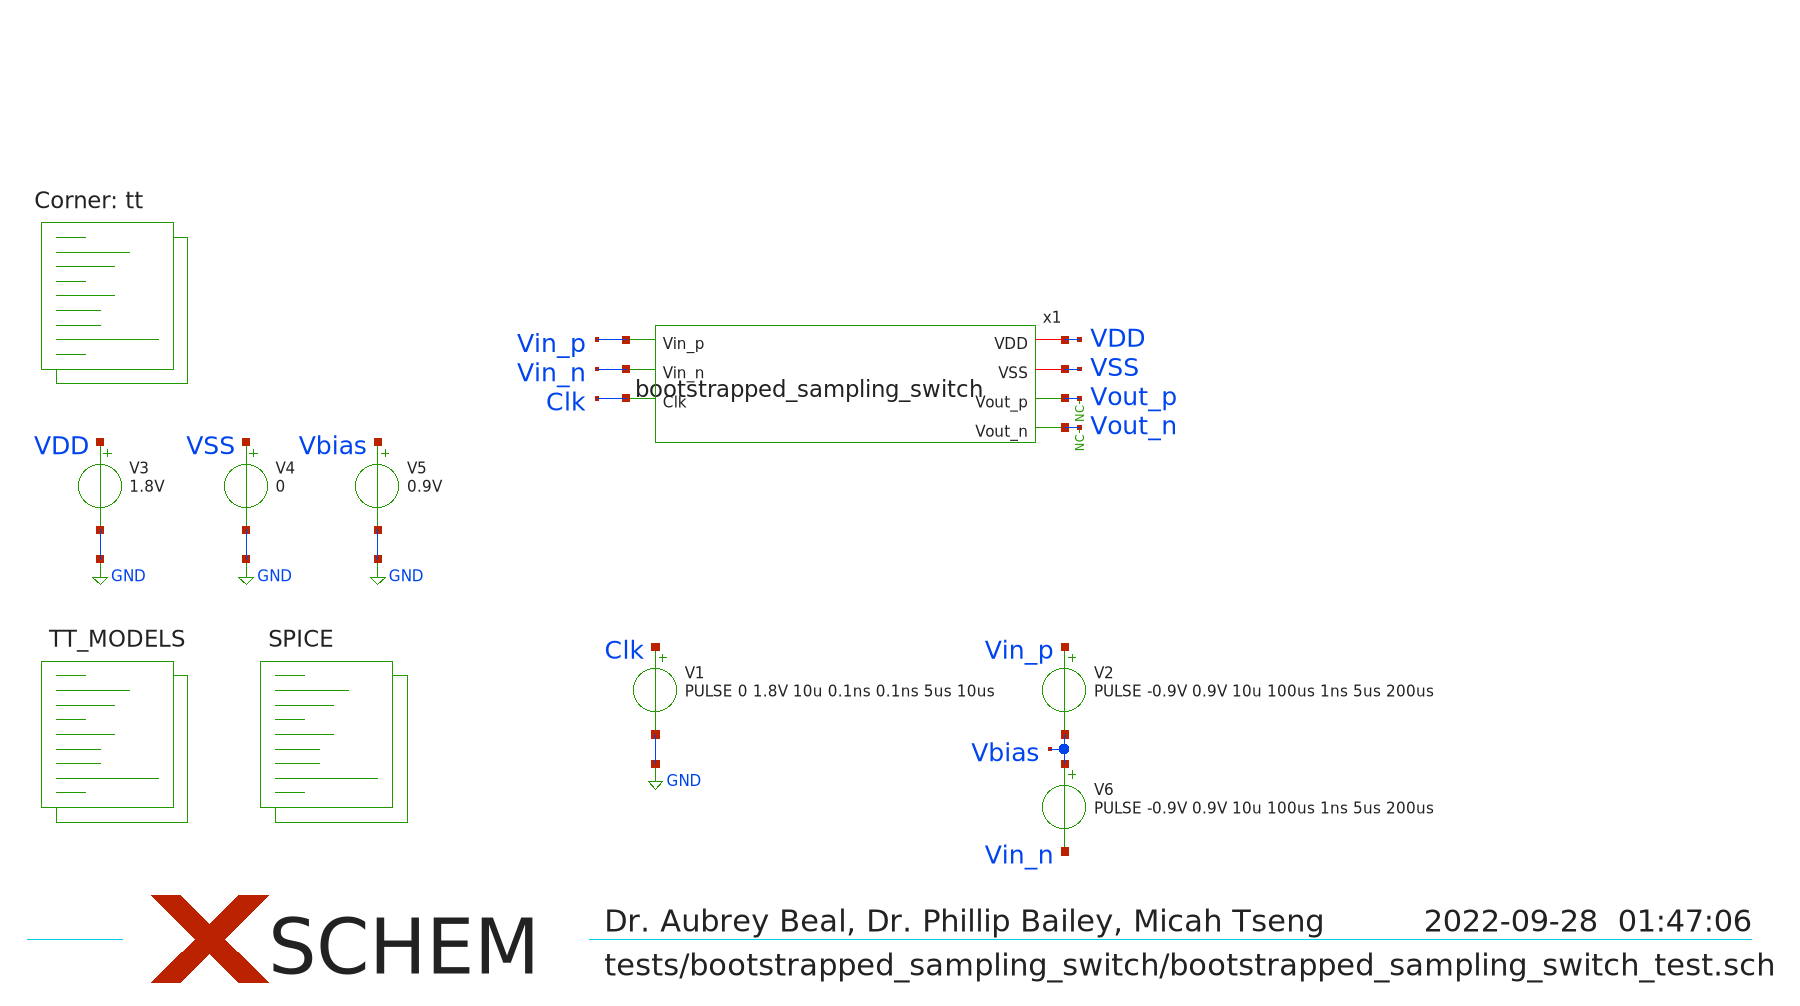 Corner: tt
x1
Vin_p
Vin_n
Clk
Vin_p
Vin_n
Clk
bootstrapped_sampling_switch
VDD
VSS
Vout_p
Vout_n
VDD
VSS
Vout_p
Vout_n
NC
NC
VDD
V3
1.8V
GND
VSS
V4
0
GND
Vbias
V5
0.9V
GND
TT_MODELS
SPICE
Clk
V1
PULSE 0 1.8V 10u 0.1ns 0.1ns 5us 10us
GND
Vin_p
V2
PULSE -0.9V 0.9V 10u 100us 1ns 5us 200us
Vbias
V6
PULSE -0.9V 0.9V 10u 100us 1ns 5us 200us
Vin_n
XSCHEM
Dr. Aubrey Beal, Dr. Phillip Bailey, Micah Tseng
2022-09-28 01:47:06
tests/bootstrapped_sampling_switch/bootstrapped_sampling_switch_test.sch